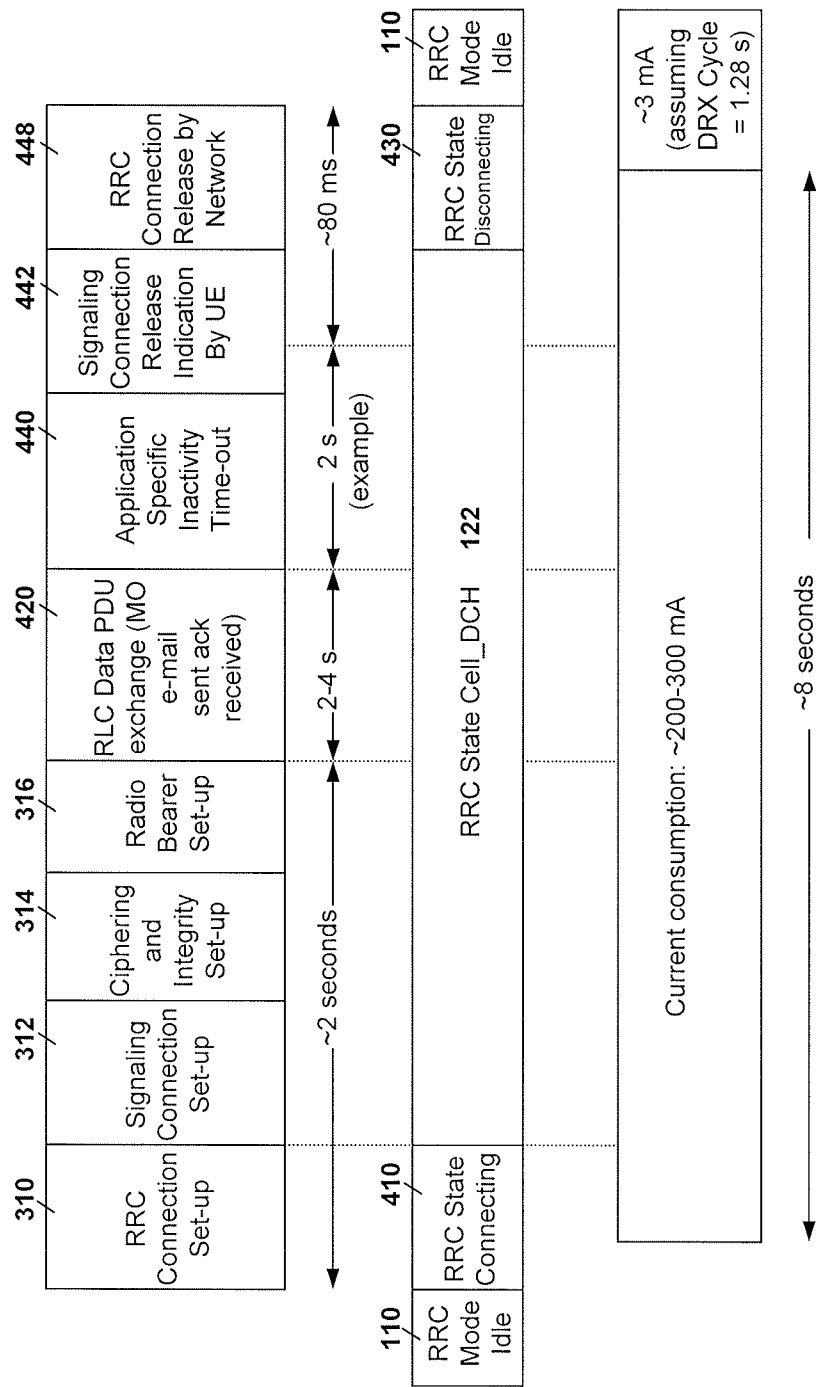 310
RRC
Connection
Set-up
312
Signaling
Connection
Set-up
314
Ciphering
and
Integrity
Set-up
316
Radio
Bearer
Set-up
420
RLC Data PDU
exchange (MO
e-mail
sent ack
received)
440
Application
Specific
Inactivity
Time-out
442
Signaling
Connection
Release
Indication
By UE
448
RRC
Connection
Release by
Network
~2 seconds
2-4 s
2 s
(example)
~80 ms
110
RRC
Mode
Idle
410
RRC State
Connecting
RRC State Cell_DCH 122
430
RRC State
Disconnecting
110
RRC
Mode
Idle
Current consumption: ~200-300 mA
~3 mA
(assuming
DRX Cycle
= 1.28 s)
~8 seconds